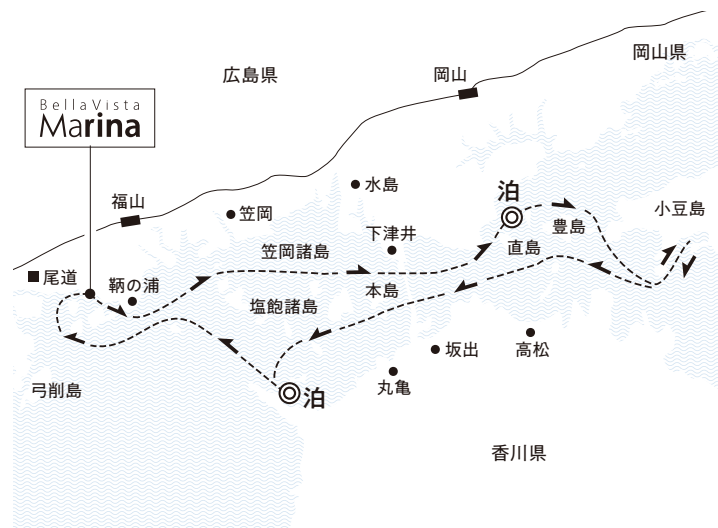 岡山県
広島県
岡山
BellaVista
Marina
水島
泊
福山
笠岡
小豆島
豊島
下津井
笠岡諸島
直島
尾道
鞆の浦
本島
塩飽諸島
坂出
高松
弓削島
丸亀
泊
香川県